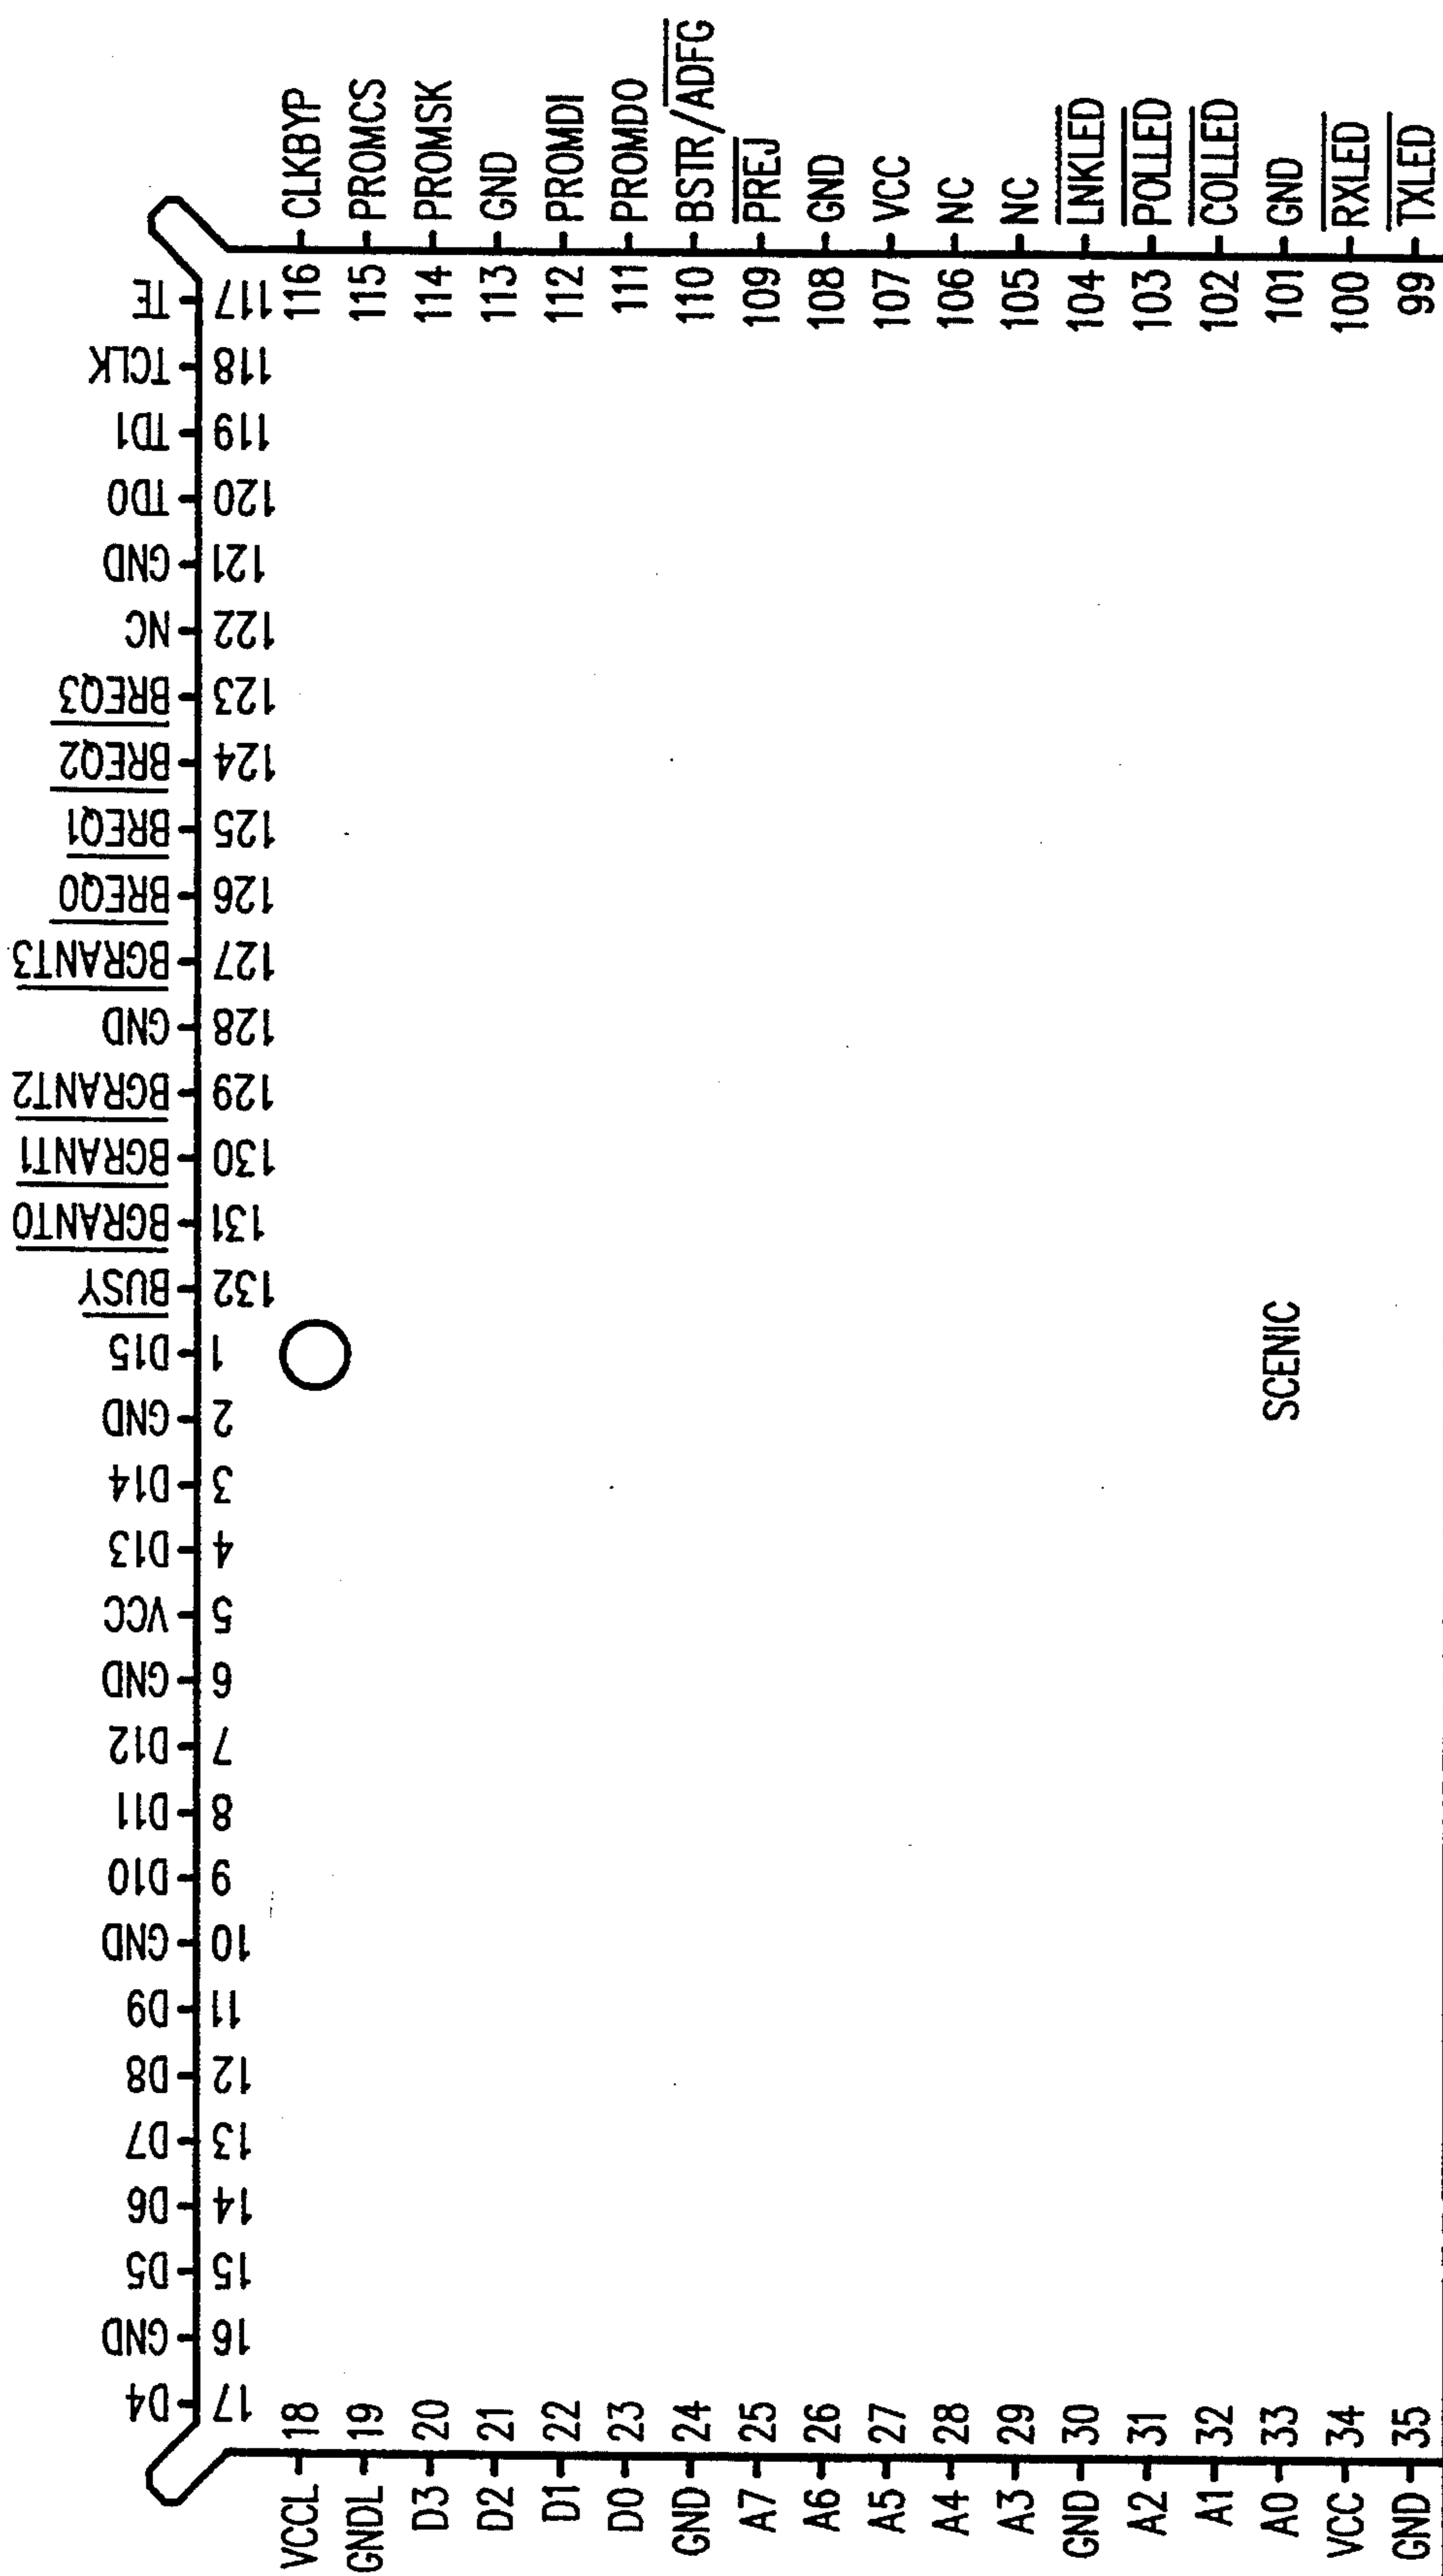 TE 117
TCLK 118
TD1 119
TD0 120
GND 121
NC 122
BREQ3 123
BREQ2 124
BREQ1 125
BREQ0 126
BGRANT3 127
GND 128
BGRANT2 129
BGRANT1 130
BGRANT0 131
BUSY 132
D15 1
GND 2
D14 3
D13 4
VCC 5
GND 6
D12 7
D11 8
D10 9
GND 10
D9 11
D8 12
D7 13
D6 14
D5 15
GND 16
D4 17
VCCL 18
GNDL 19
D3 20
D2 21
D1 22
D0 23
GND 24
A7 25
A6 26
A5 27
A4 28
A3 29
GND 30
A2 31
A1 32
A0 33
VCC 34
GND 35
SCENIC
116 CLKBYP
115 PROMCS
114 PROMSK
113 GND
112 PROMDI
111 PROMDO
110 BSTR/ADFG
109 PREJ
108 GND
107 VCC
106 NC
105 NC
104 LNKLED
103 POLLED
102 COLLED
101 GND
100 RXLED
99 TXLED